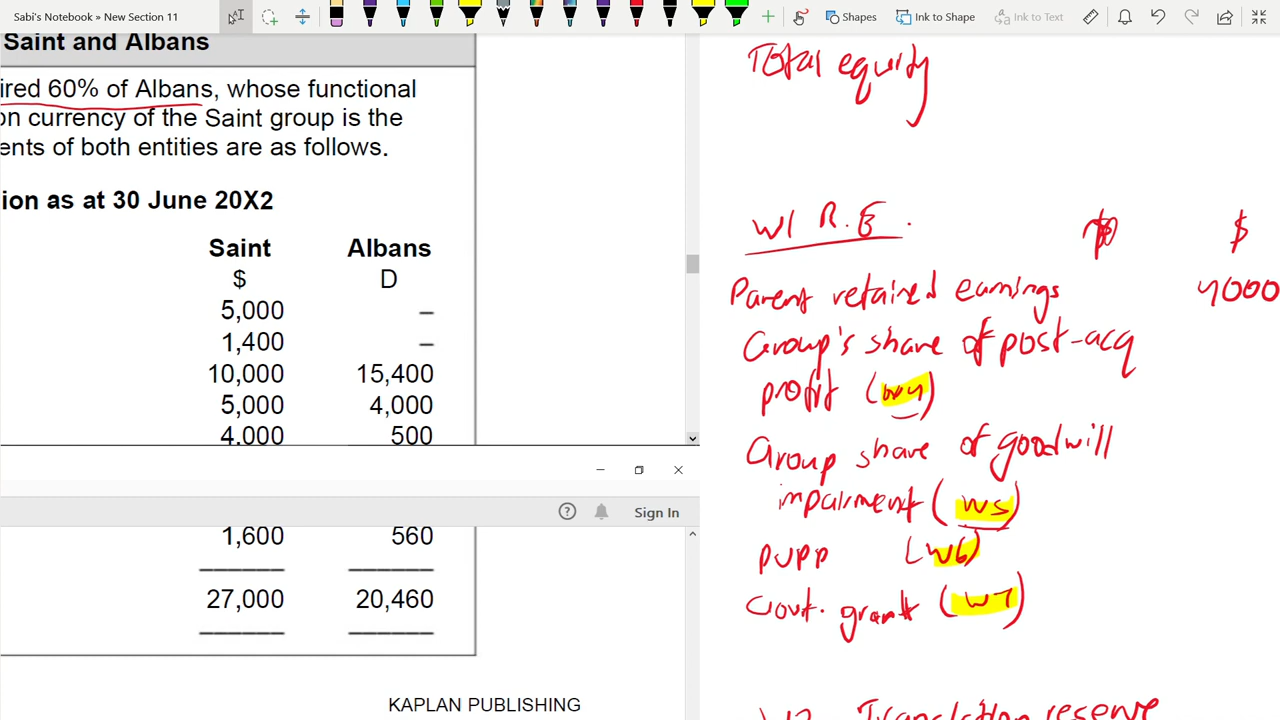 Sabi's Notebook » New Section 11
Shapes
Ink to Shape
Ink to Text
Saint and Albans
ired 60% of Albans, whose functional
on currency of the Saint group is the
ents of both entities are as follows.
ion as at 30 June 20X2
Saint Albans
$ D
5,000 –
1,400 –
10,000 15,400
5,000 4,000
4,000 500
Sign In
1,600 560
27,000 20,460
KAPLAN PUBLISHING
Total equity
W1 R.E.
$
Parent retained earnings 4000
Group's share of post-acq
profit (W4)
Group share of goodwill
impairment (W5)
pupp (W6)
Govt. grant (W7)
Translation reserve